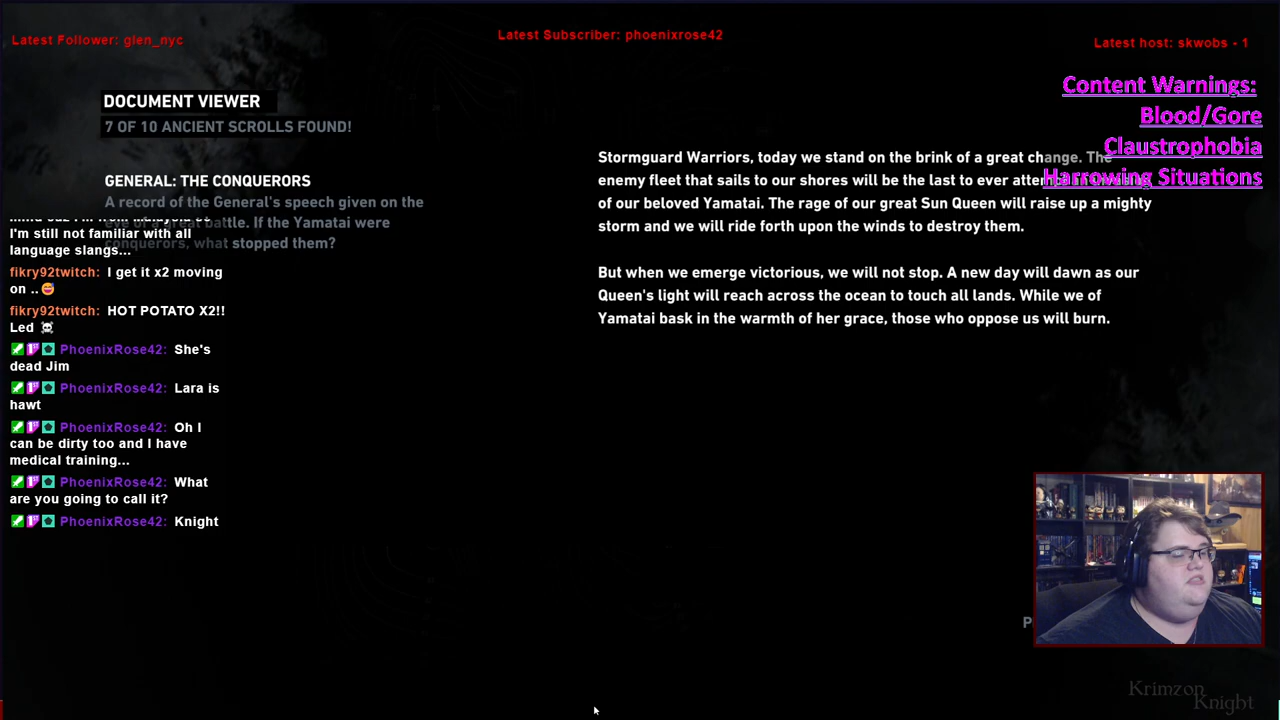 Latest Follower: glen_nyc
Latest Subscriber: phoenixrose42
Latest host: skwobs - 1
Content Warnings:
Blood/Gore
Claustrophobia
Harrowing Situations
DOCUMENT VIEWER
7 OF 10 ANCIENT SCROLLS FOUND!
GENERAL: THE CONQUERORS
A record of the General's speech given on the
eve of a great battle. If the Yamatai were
conquerors, what stopped them?
Stormguard Warriors, today we stand on the brink of a great change. The
enemy fleet that sails to our shores will be the last to ever
of our beloved Yamatai. The rage of our great Sun Queen will raise up a mighty
storm and we will ride forth upon the winds to destroy them.
But when we emerge victorious, we will not stop. A new day will dawn as our
Queen's light will reach across the ocean to touch all lands. While we of
Yamatai bask in the warmth of her grace, those who oppose us will burn.
I'm still not familiar with all
language slangs...
fikry92twitch: I get it x2 moving
on ..😅
fikry92twitch: HOT POTATO X2!!
Led ☠
PhoenixRose42: She's
dead Jim
PhoenixRose42: Lara is
hawt
PhoenixRose42: Oh I
can be dirty too and I have
medical training...
PhoenixRose42: What
are you going to call it?
PhoenixRose42: Knight
Krimzon
Knight